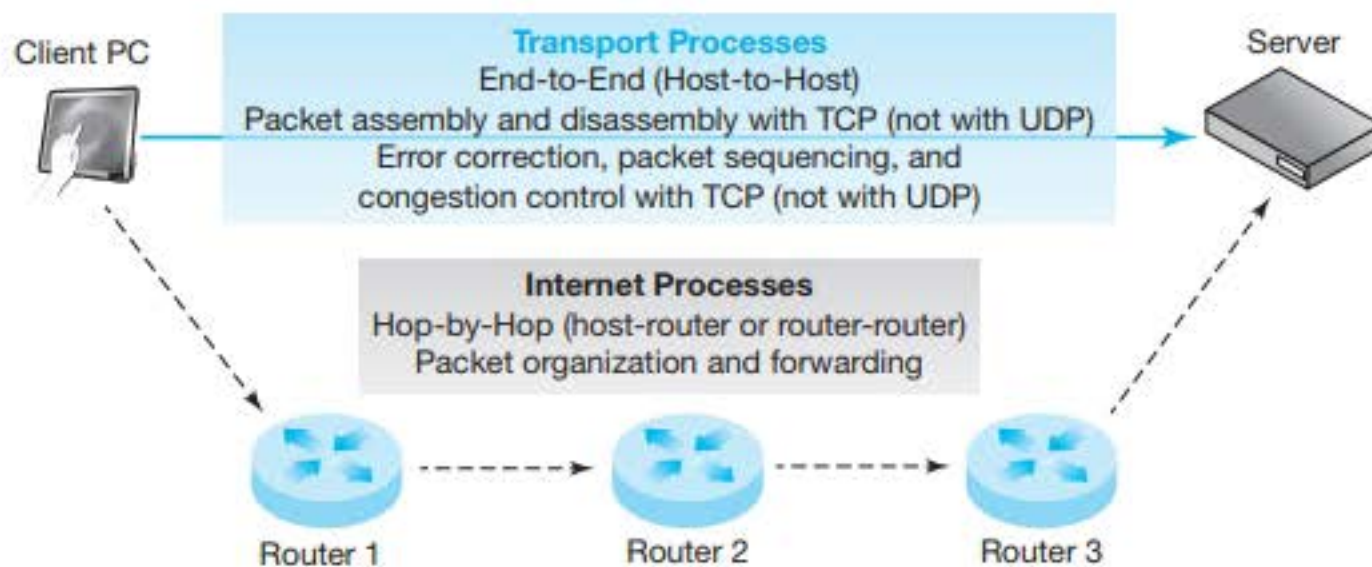 Client PC
Transport Processes
End-to-End (Host-to-Host)
Packet assembly and disassembly with TCP (not with UDP)
Error correction, packet sequencing, and
congestion control with TCP (not with UDP)
Server
Internet Processes
Hop-by-Hop (host-router or router-router)
Packet organization and forwarding
Router 1
Router 2
Router 3